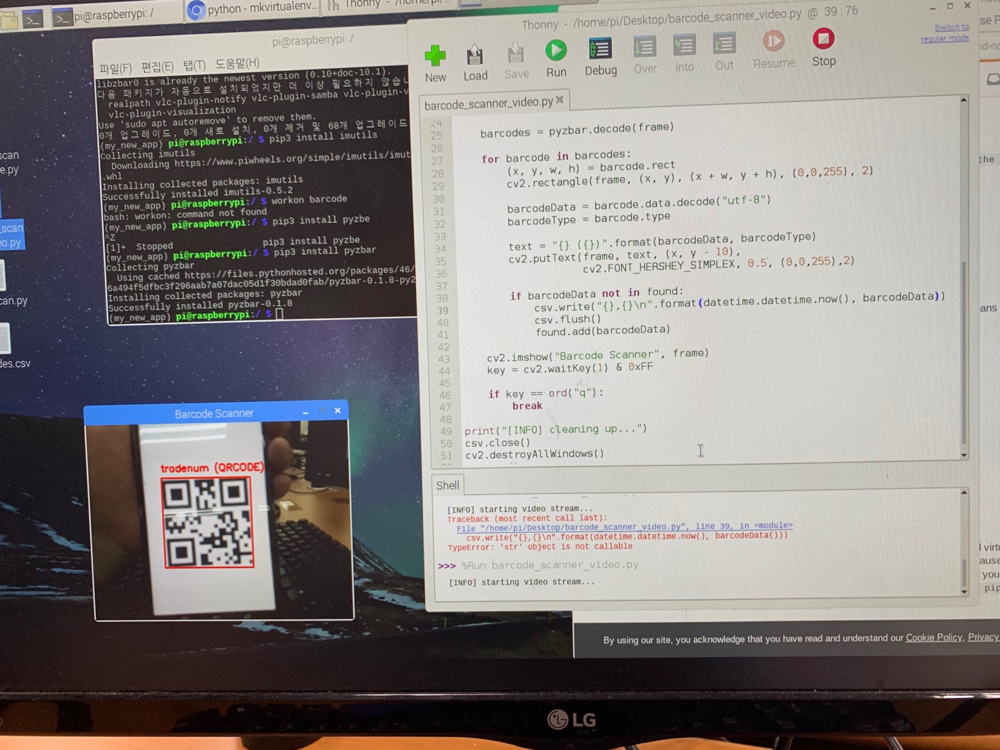 pi@raspberrypi: /
python - mkvirtualenv...
Thonny - /home/pi/...
scan
e.py
scan
eo.py
can.py
des.csv
pi@raspberrypi: /
파일(F) 편집(E) 탭(T) 도움말(H)
libzbar0 is already the newest version (0.10+doc-10.1).
다음 패키지가 자동으로 설치되었지만 더 이상 필요하지 않습니
realpath vlc-plugin-notify vlc-plugin-samba vlc-plugin-v
vlc-plugin-visualization
Use 'sudo apt autoremove' to remove them.
0개 업그레이드, 0개 새로 설치, 0개 제거 및 68개 업그레이드
(my_new_app) pi@raspberrypi:/ $ pip3 install imutils
Collecting imutils
Downloading https://www.piwheels.org/simple/imutils/imut
.whl
Installing collected packages: imutils
Successfully installed imutils-0.5.2
(my_new_app) pi@raspberrypi:/ $ workon barcode
bash: workon: command not found
(my_new_app) pi@raspberrypi:/ $ pip3 install pyzbe
^Z
[1]+  Stopped                 pip3 install pyzbe
(my_new_app) pi@raspberrypi:/ $ pip3 install pyzbar
Collecting pyzbar
Using cached https://files.pythonhosted.org/packages/46/
6a494f5dfbc3f296aab7a07dac05d1f30bdad0fab/pyzbar-0.1.8-py2
Installing collected packages: pyzbar
Successfully installed pyzbar-0.1.8
(my_new_app) pi@raspberrypi:/ $
Barcode Scanner
tradenum (QRCODE)
Thonny - /home/pi/Desktop/barcode_scanner_video.py @ 39:76
Switch to
regular mode
New Load Save Run Debug Over Into Out Resume Stop
barcode_scanner_video.py
24
25 barcodes = pyzbar.decode(frame)
26
27 for barcode in barcodes:
28 (x, y, w, h) = barcode.rect
29 cv2.rectangle(frame, (x, y), (x + w, y + h), (0,0,255), 2)
30
31 barcodeData = barcode.data.decode("utf-8")
32 barcodeType = barcode.type
33
34 text = "{} ({})".format(barcodeData, barcodeType)
35 cv2.putText(frame, text, (x, y - 10),
36 cv2.FONT_HERSHEY_SIMPLEX, 0.5, (0,0,255),2)
37
38 if barcodeData not in found:
39 csv.write("{},{}\n".format(datetime.datetime.now(), barcodeData))
40 csv.flush()
41 found.add(barcodeData)
42
43 cv2.imshow("Barcode Scanner", frame)
44 key = cv2.waitKey(1) & 0xFF
45
46 if key == ord("q"):
47 break
48
49 print("[INFO] cleaning up...")
50 csv.close()
51 cv2.destroyAllWindows()
Shell
[INFO] starting video stream...
Traceback (most recent call last):
File "/home/pi/Desktop/barcode_scanner_video.py", line 39, in <module>
csv.write("{},{}\n".format(datetime.datetime.now(), barcodeData()))
TypeError: 'str' object is not callable
>>> %Run barcode_scanner_video.py
[INFO] starting video stream...
se P
nd-no
the
ans
l virtu
ause
you
pip
By using our site, you acknowledge that you have read and understand our Cookie Policy, Privacy
LG